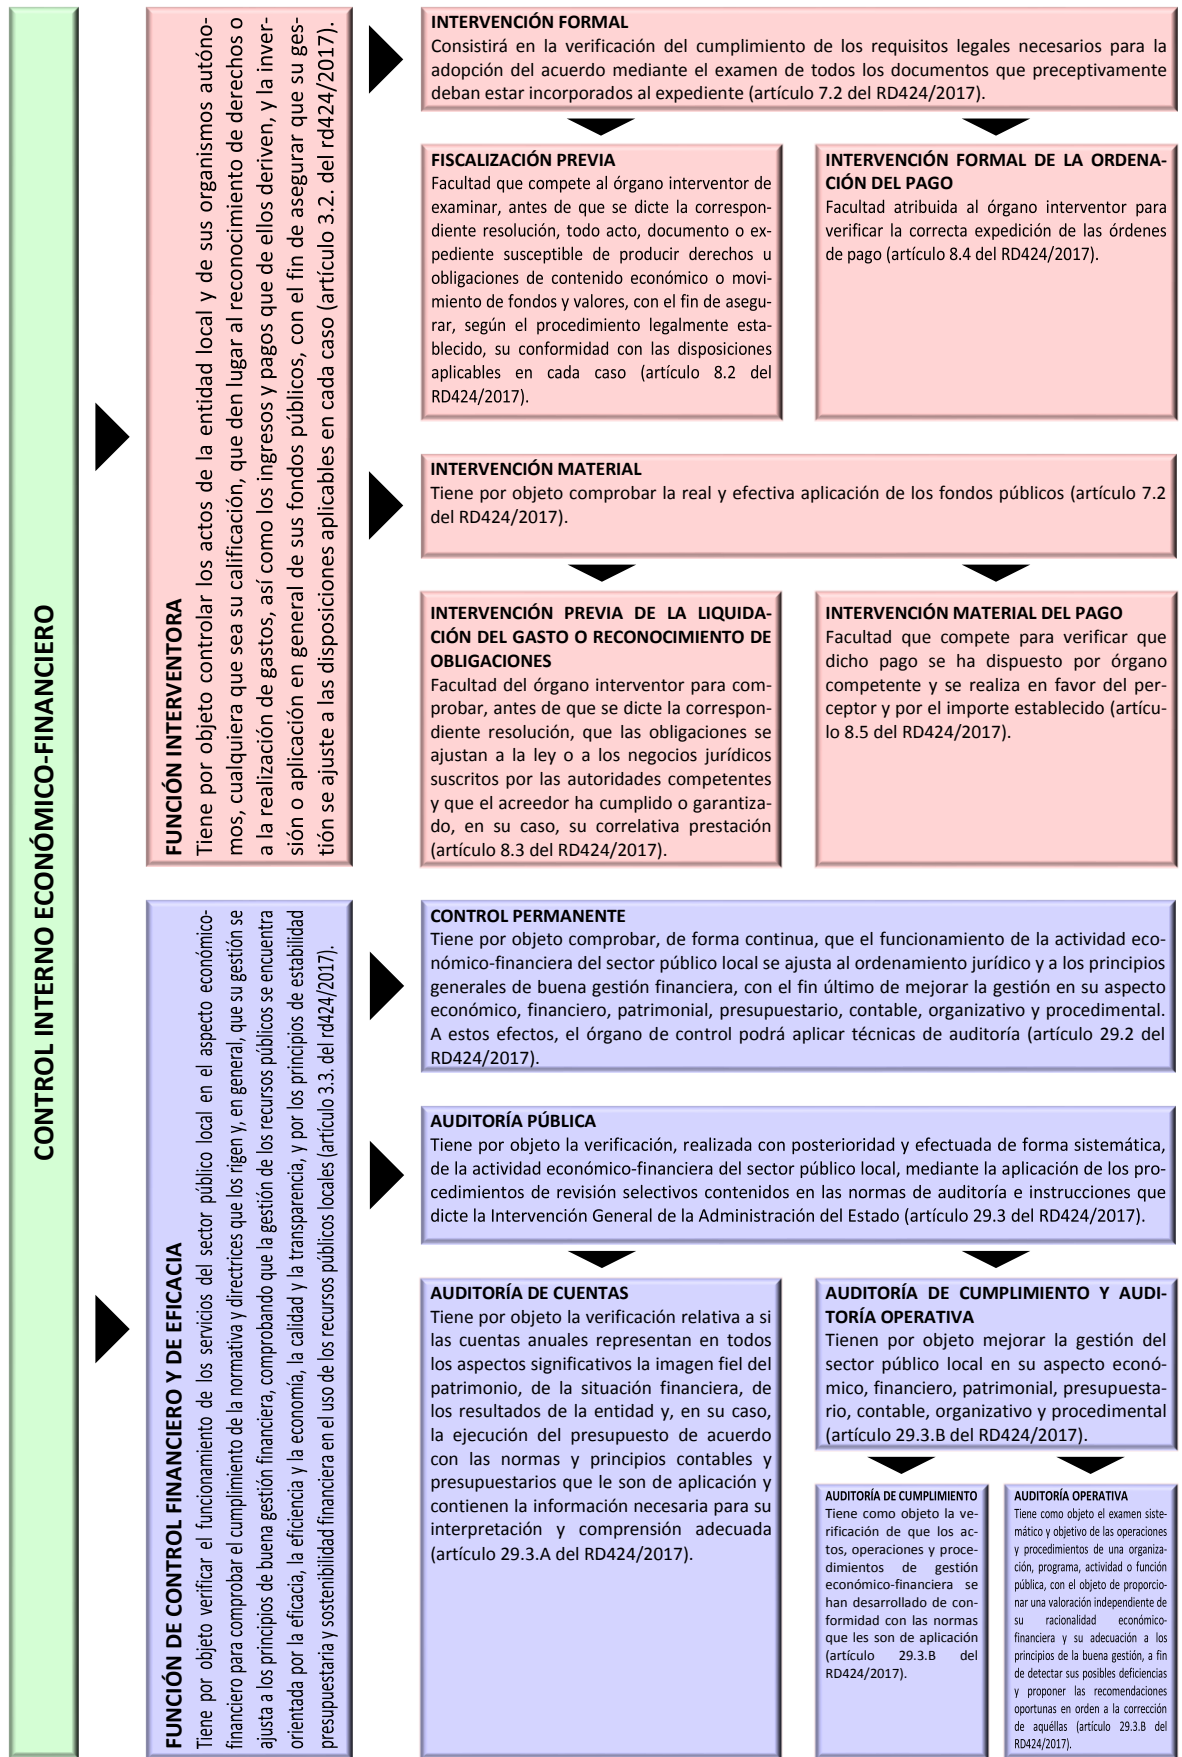 CONTROL INTERNO ECONÓMICO-FINANCIERO
FUNCIÓN INTERVENTORA
Tiene por objeto controlar los actos de la entidad local y de sus organismos autóno-
mos, cualquiera que sea su calificación, que den lugar al reconocimiento de derechos o
a la realización de gastos, así como los ingresos y pagos que de ellos deriven, y la inver-
sión o aplicación en general de sus fondos públicos, con el fin de asegurar que su ges-
tión se ajuste a las disposiciones aplicables en cada caso (artículo 3.2. del rd424/2017).
INTERVENCIÓN FORMAL
Consistirá en la verificación del cumplimiento de los requisitos legales necesarios para la
adopción del acuerdo mediante el examen de todos los documentos que preceptivamente
deban estar incorporados al expediente (artículo 7.2 del RD424/2017).
FISCALIZACIÓN PREVIA
Facultad que compete al órgano interventor de
examinar, antes de que se dicte la correspon-
diente resolución, todo acto, documento o ex-
pediente susceptible de producir derechos u
obligaciones de contenido económico o movi-
miento de fondos y valores, con el fin de asegu-
rar, según el procedimiento legalmente esta-
blecido, su conformidad con las disposiciones
aplicables en cada caso (artículo 8.2 del
RD424/2017).
INTERVENCIÓN FORMAL DE LA ORDENA-
CIÓN DEL PAGO
Facultad atribuida al órgano interventor para
verificar la correcta expedición de las órdenes
de pago (artículo 8.4 del RD424/2017).
INTERVENCIÓN MATERIAL
Tiene por objeto comprobar la real y efectiva aplicación de los fondos públicos (artículo 7.2
del RD424/2017).
INTERVENCIÓN PREVIA DE LA LIQUIDA-
CIÓN DEL GASTO O RECONOCIMIENTO DE
OBLIGACIONES
Facultad del órgano interventor para com-
probar, antes de que se dicte la correspon-
diente resolución, que las obligaciones se
ajustan a la ley o a los negocios jurídicos
suscritos por las autoridades competentes
y que el acreedor ha cumplido o garantiza-
do, en su caso, su correlativa prestación
(artículo 8.3 del RD424/2017).
INTERVENCIÓN MATERIAL DEL PAGO
Facultad que compete para verificar que
dicho pago se ha dispuesto por órgano
competente y se realiza en favor del per-
ceptor y por el importe establecido (artícu-
lo 8.5 del RD424/2017).
FUNCIÓN DE CONTROL FINANCIERO Y DE EFICACIA
Tiene por objeto verificar el funcionamiento de los servicios del sector público local en el aspecto económico-
financiero para comprobar el cumplimiento de la normativa y directrices que los rigen y, en general, que su gestión se
ajusta a los principios de buena gestión financiera, comprobando que la gestión de los recursos públicos se encuentra
orientada por la eficacia, la eficiencia y la economía, la calidad y la transparencia, y por los principios de estabilidad
presupuestaria y sostenibilidad financiera en el uso de los recursos públicos locales (artículo 3.3. del rd424/2017).
CONTROL PERMANENTE
Tiene por objeto comprobar, de forma continua, que el funcionamiento de la actividad eco-
nómico-financiera del sector público local se ajusta al ordenamiento jurídico y a los principios
generales de buena gestión financiera, con el fin último de mejorar la gestión en su aspecto
económico, financiero, patrimonial, presupuestario, contable, organizativo y procedimental.
A estos efectos, el órgano de control podrá aplicar técnicas de auditoría (artículo 29.2 del
RD424/2017).
AUDITORÍA PÚBLICA
Tiene por objeto la verificación, realizada con posterioridad y efectuada de forma sistemática,
de la actividad económico-financiera del sector público local, mediante la aplicación de los pro-
cedimientos de revisión selectivos contenidos en las normas de auditoría e instrucciones que
dicte la Intervención General de la Administración del Estado (artículo 29.3 del RD424/2017).
AUDITORÍA DE CUENTAS
Tiene por objeto la verificación relativa a si
las cuentas anuales representan en todos
los aspectos significativos la imagen fiel del
patrimonio, de la situación financiera, de
los resultados de la entidad y, en su caso,
la ejecución del presupuesto de acuerdo
con las normas y principios contables y
presupuestarios que le son de aplicación y
contienen la información necesaria para su
interpretación y comprensión adecuada
(artículo 29.3.A del RD424/2017).
AUDITORÍA DE CUMPLIMIENTO Y AUDI-
TORÍA OPERATIVA
Tienen por objeto mejorar la gestión del
sector público local en su aspecto econó-
mico, financiero, patrimonial, presupuesta-
rio, contable, organizativo y procedimental
(artículo 29.3.B del RD424/2017).
AUDITORÍA DE CUMPLIMIENTO
Tiene como objeto la ve-
rificación de que los ac-
tos, operaciones y proce-
dimientos de gestión
económico-financiera se
han desarrollado de con-
formidad con las normas
que les son de aplicación
(artículo 29.3.B del
RD424/2017).
AUDITORÍA OPERATIVA
Tiene como objeto el examen siste-
mático y objetivo de las operaciones
y procedimientos de una organiza-
ción, programa, actividad o función
pública, con el objeto de proporcio-
nar una valoración independiente de
su racionalidad económico-
financiera y su adecuación a los
principios de la buena gestión, a fin
de detectar sus posibles deficiencias
y proponer las recomendaciones
oportunas en orden a la corrección
de aquéllas (artículo 29.3.B del
RD424/2017).